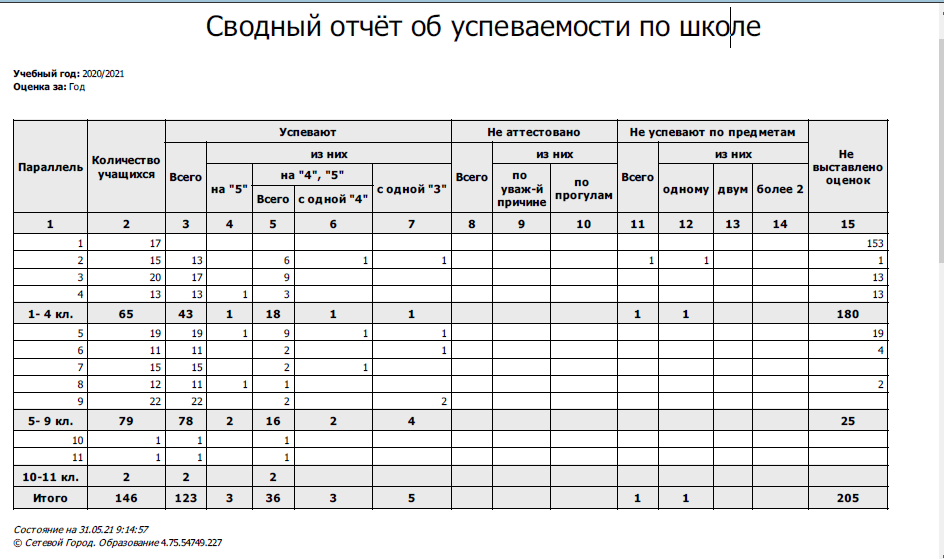 Сводный отчёт об успеваемости по школе
Учебный год: 2020/2021
Оценка за: Год
Параллель Количество учащихся Успевают Не аттестовано Не успевают по предметам Не выставлено оценок
Всего из них Всего из них Всего из них
на "5" на "4", "5" с одной "3" по уваж-й причине по прогулам одному двум более 2
Всего с одной "4"
1 2 3 4 5 6 7 8 9 10 11 12 13 14 15
1 17 153
2 15 13 6 1 1 1 1 1
3 20 17 9 13
4 13 13 1 3 13
1- 4 кл. 65 43 1 18 1 1 1 1 180
5 19 19 1 9 1 1 19
6 11 11 2 1 4
7 15 15 2 1
8 12 11 1 1 2
9 22 22 2 2
5- 9 кл. 79 78 2 16 2 4 25
10 1 1 1
11 1 1 1
10-11 кл. 2 2 2
Итого 146 123 3 36 3 5 1 1 205
Состояние на 31.05.21 9:14:57
© Сетевой Город. Образование 4.75.54749.227